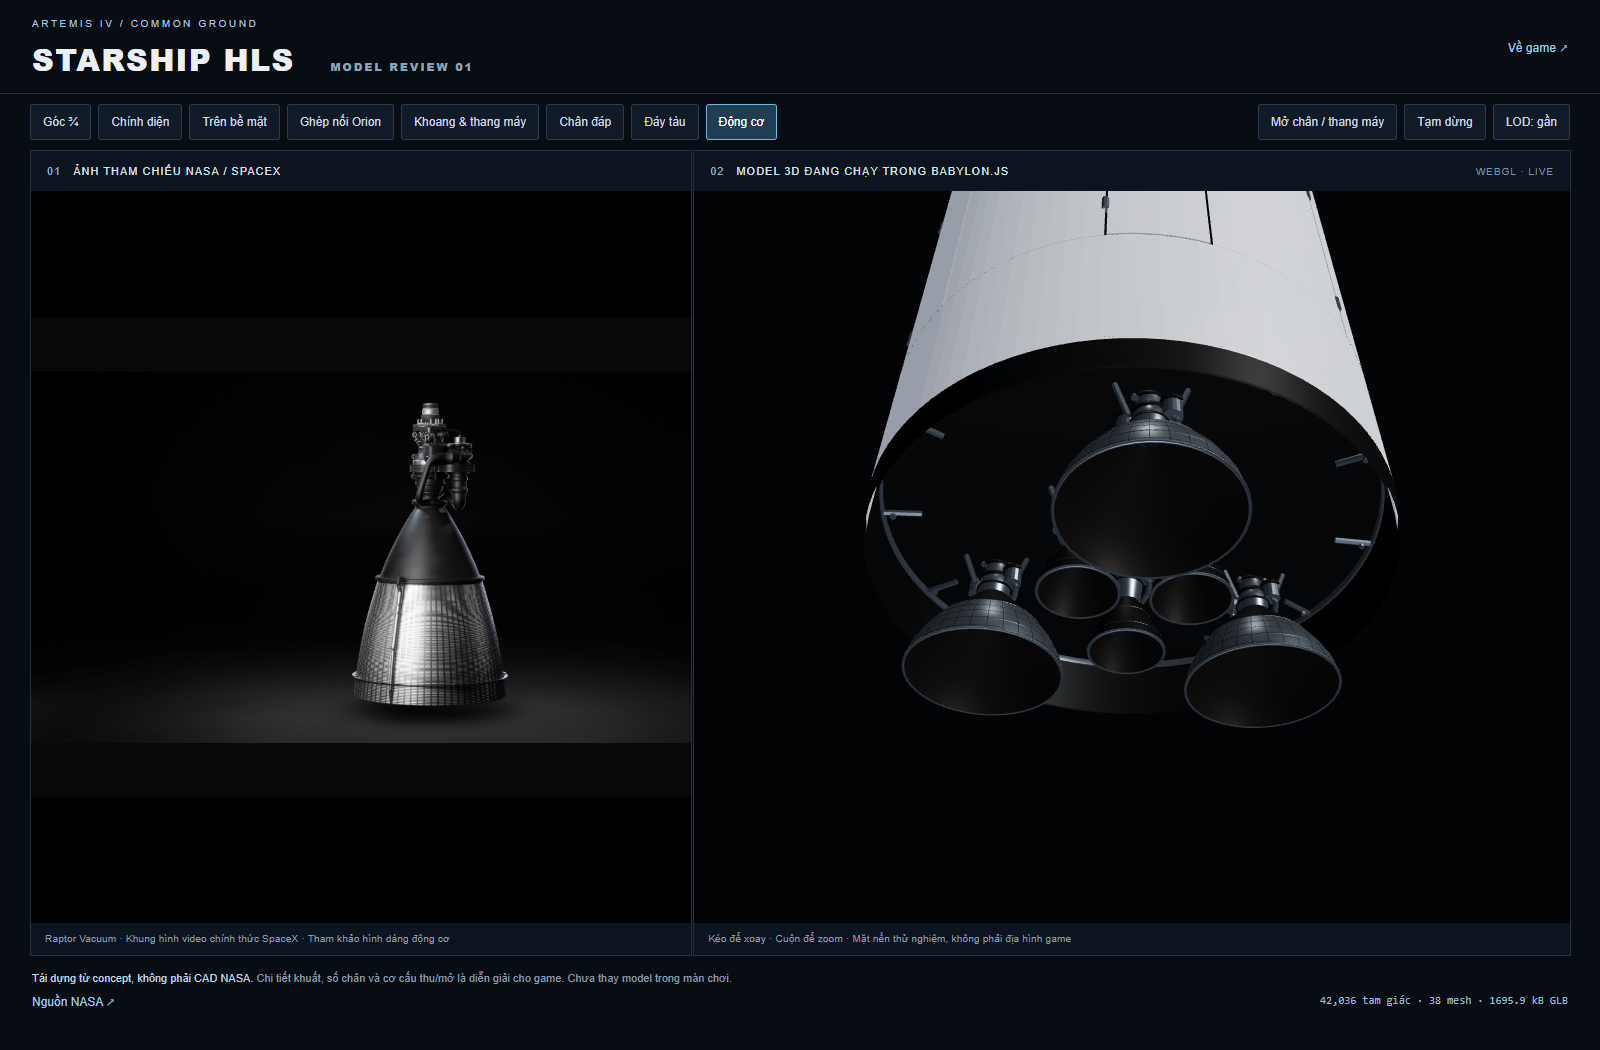 ARTEMIS IV / COMMON GROUND
STARSHIP HLS MODEL REVIEW 01
Về game ↗
Góc ¾ Chính diện Trên bề mặt Ghép nối Orion Khoang & thang máy Chân đáp Đáy tàu Động cơ Mở chân / thang máy Tạm dừng LOD: gần
01 ẢNH THAM CHIẾU NASA / SPACEX
02 MODEL 3D ĐANG CHẠY TRONG BABYLON.JS WEBGL · LIVE
Raptor Vacuum · Khung hình video chính thức SpaceX · Tham khảo hình dáng động cơ
Kéo để xoay · Cuộn để zoom · Mặt nền thử nghiệm, không phải địa hình game
Tái dựng từ concept, không phải CAD NASA. Chi tiết khuất, số chân và cơ cấu thu/mở là diễn giải cho game. Chưa thay model trong màn chơi.
Nguồn NASA ↗
42,036 tam giác · 38 mesh · 1695.9 kB GLB